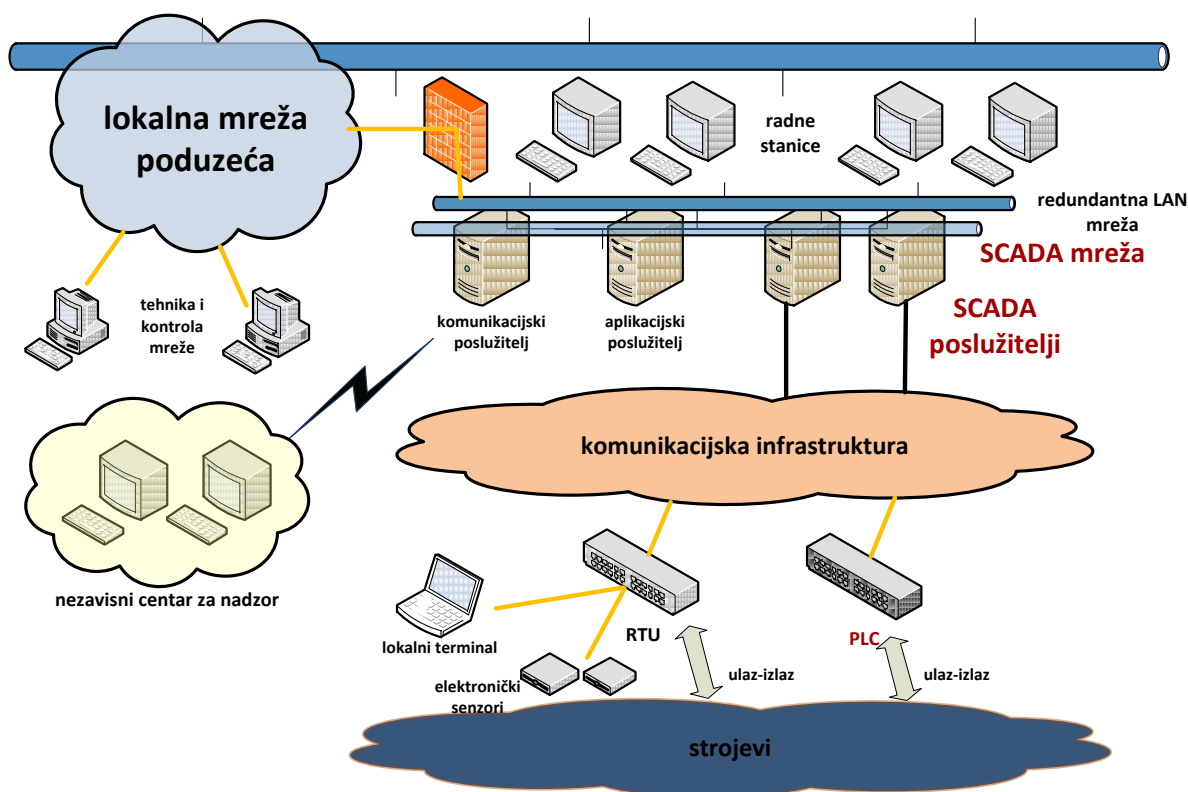 lokalna mreža
poduzeća
radne
stanice
redundantna LAN
mreža
SCADA mreža
SCADA
poslužitelji
komunikacijski
poslužitelj
aplikacijski
poslužitelj
tehnika i
kontrola
mreže
komunikacijska infrastruktura
nezavisni centar za nadzor
lokalni terminal
RTU
PLC
elektronički
senzori
ulaz-izlaz
ulaz-izlaz
strojevi